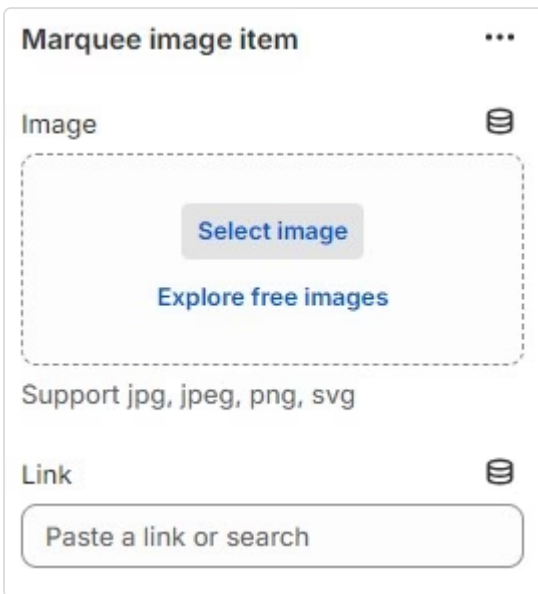 Marquee image item
Image
Select image
Explore free images
Support jpg, jpeg, png, svg
Link
Paste a link or search